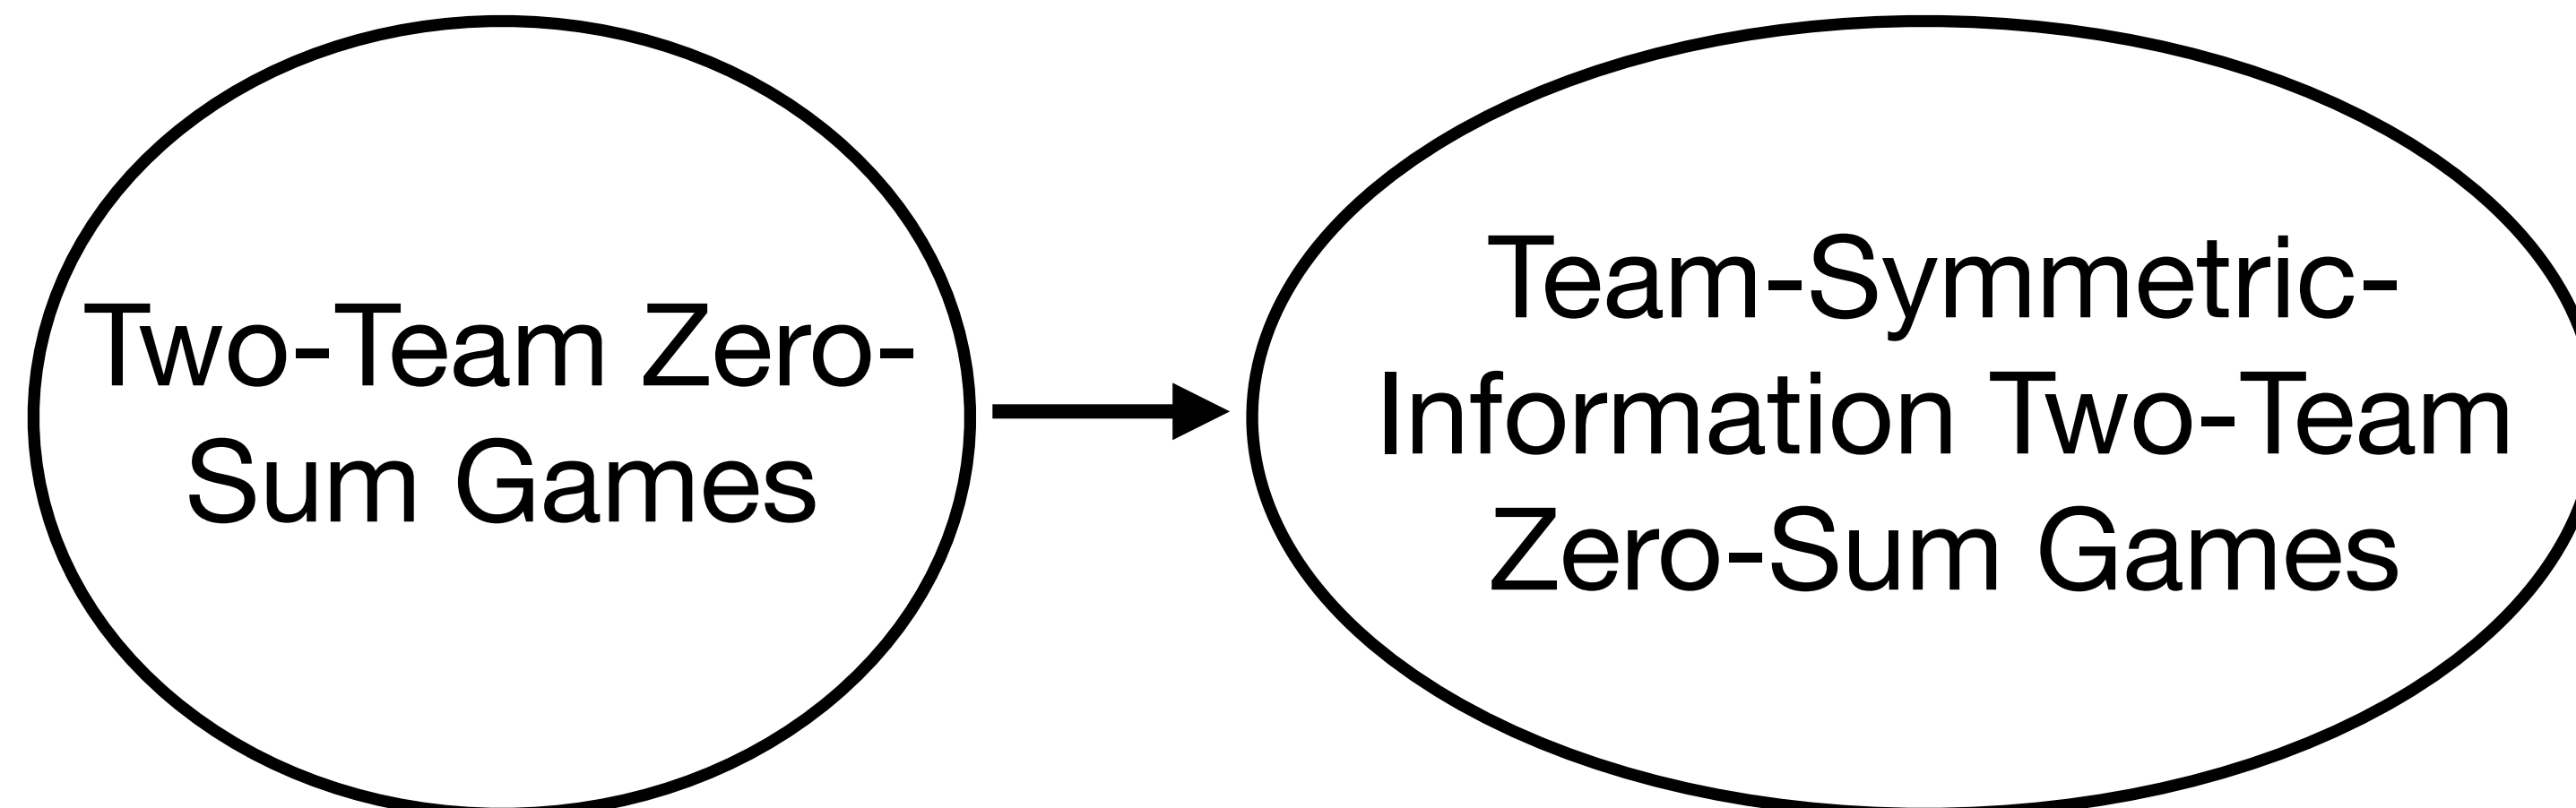 Two-Team Zero-
Sum Games
Team-Symmetric-
Information Two-Team
Zero-Sum Games